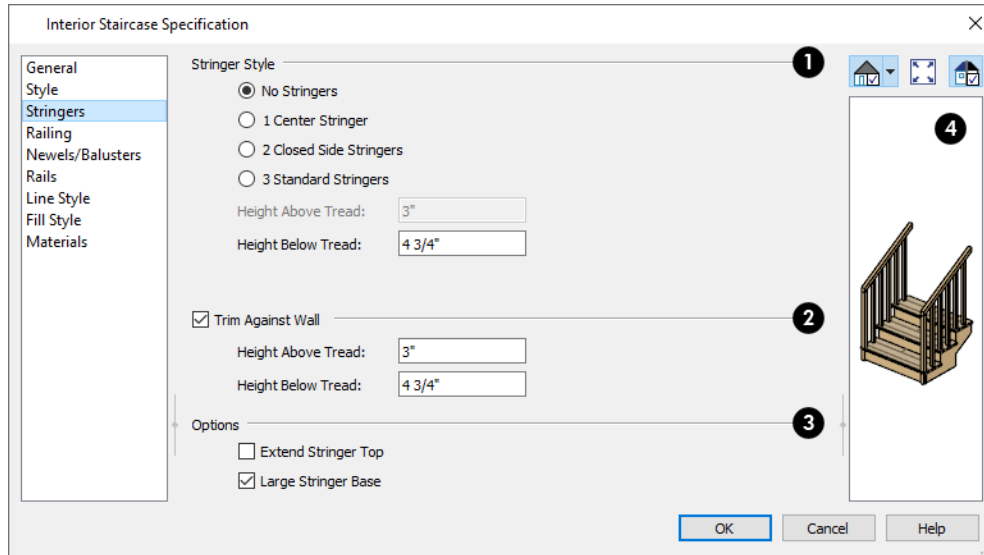 Interior Staircase Specification
General
Style
Stringers
Railing
Newels/Balusters
Rails
Line Style
Fill Style
Materials
Stringer Style
1
No Stringers
1 Center Stringer
2 Closed Side Stringers
3 Standard Stringers
Height Above Tread: 3"
Height Below Tread: 4 3/4"
Trim Against Wall
2
Height Above Tread: 3"
Height Below Tread: 4 3/4"
Options
3
Extend Stringer Top
Large Stringer Base
4
OK Cancel Help